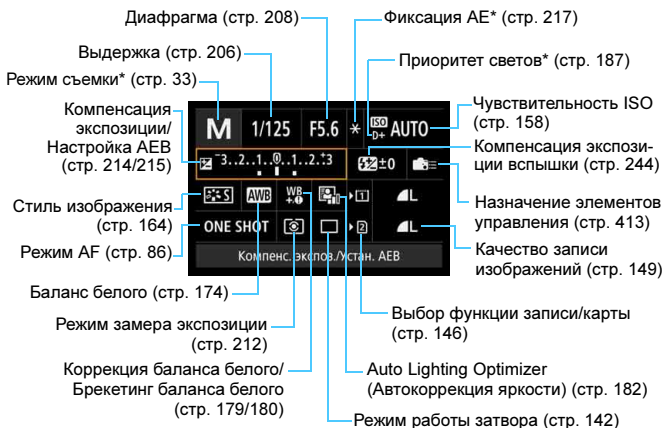 Диафрагма (стр. 208)
Фиксация AE* (стр. 217)
Выдержка (стр. 206)
Приоритет светов* (стр. 187)
Режим съемки* (стр. 33)
Компенсация
экспозиции/
Настройка AEB
(стр. 214/215)
Чувствительность ISO
(стр. 158)
Компенсация экспози-
ции вспышки (стр. 244)
M 1/125 F5.6 * ISO D+ AUTO
-3..2..1..0..1..2.+3 ±0
S AWB WB +/- 1 L
ONE SHOT 2 L
Компенс. экспоз./Устан. AEB
Стиль изображения
(стр. 164)
Назначение элементов
управления (стр. 413)
Режим AF (стр. 86)
Качество записи
изображений (стр. 149)
Баланс белого (стр. 174)
Выбор функции записи/карты
(стр. 146)
Режим замера экспозиции
(стр. 212)
Коррекция баланса белого/
Брекетинг баланса белого
(стр. 179/180)
Auto Lighting Optimizer
(Автокоррекция яркости) (стр. 182)
Режим работы затвора (стр. 142)